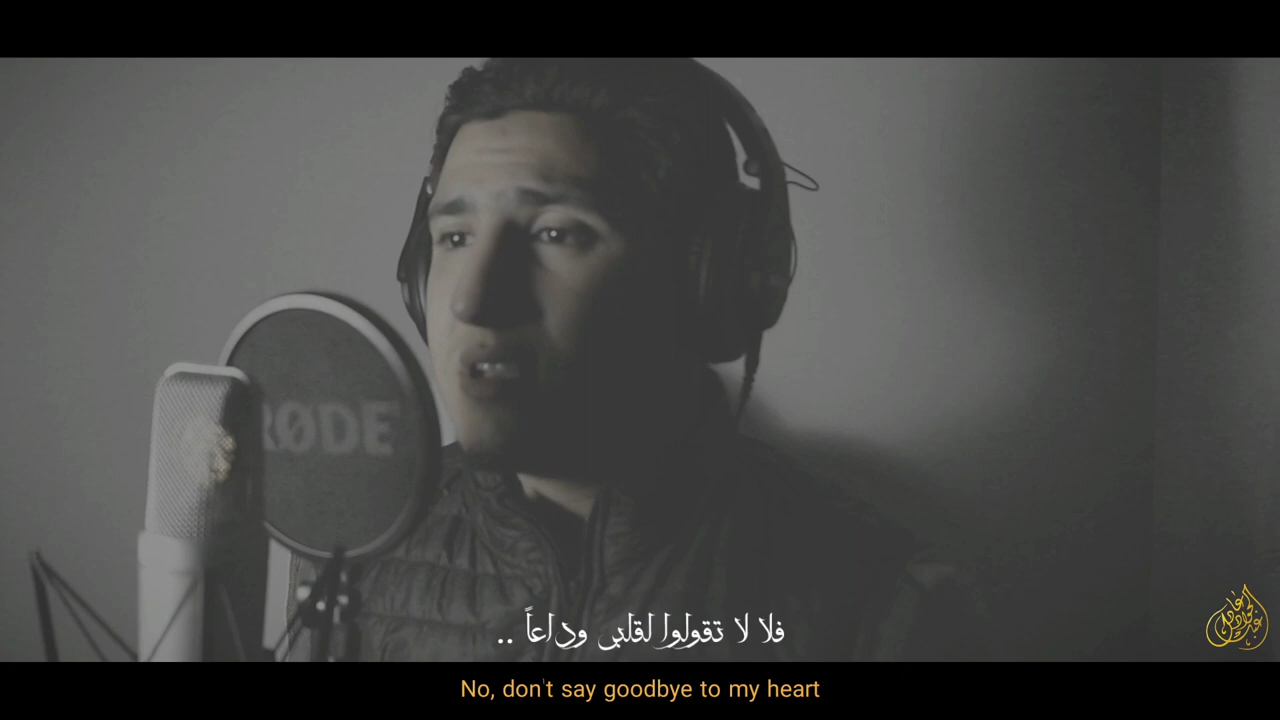 RØDE
فلا لا تقولوا لقلبي وداعاً ..
No, don't say goodbye to my heart